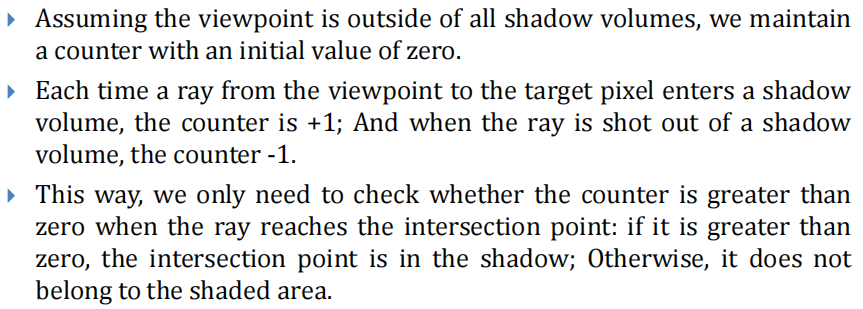 Assuming the viewpoint is outside of all shadow volumes, we maintain
a counter with an initial value of zero.
Each time a ray from the viewpoint to the target pixel enters a shadow
volume, the counter is +1; And when the ray is shot out of a shadow
volume, the counter -1.
This way, we only need to check whether the counter is greater than
zero when the ray reaches the intersection point: if it is greater than
zero, the intersection point is in the shadow; Otherwise, it does not
belong to the shaded area.